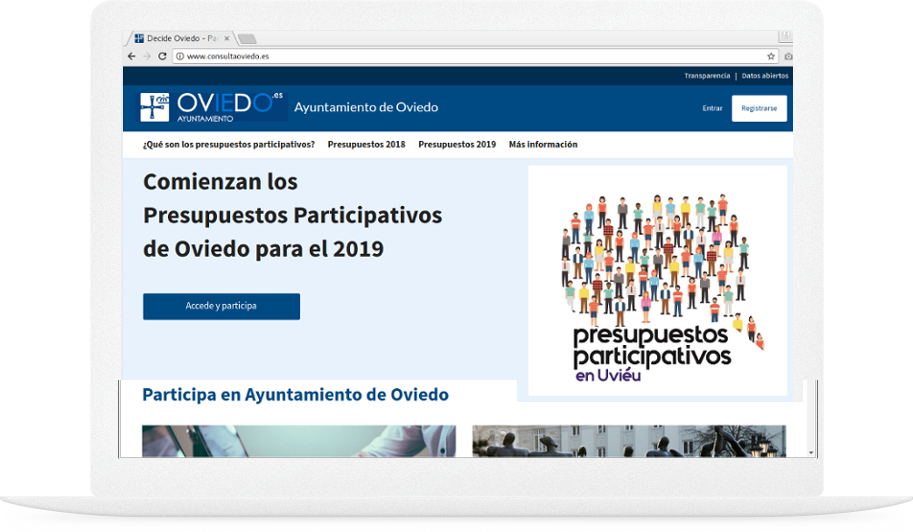 Decide Oviedo - Pa
www.consultaoviedo.es
Transparencia | Datos abiertos
OVIEDO.es
AYUNTAMIENTO
Ayuntamiento de Oviedo
Entrar
Registrarse
¿Qué son los presupuestos participativos? Presupuestos 2018 Presupuestos 2019 Más información
Comienzan los
Presupuestos Participativos
de Oviedo para el 2019
Accede y participa
presupuestos
participativos
en Uviéu
Participa en Ayuntamiento de Oviedo